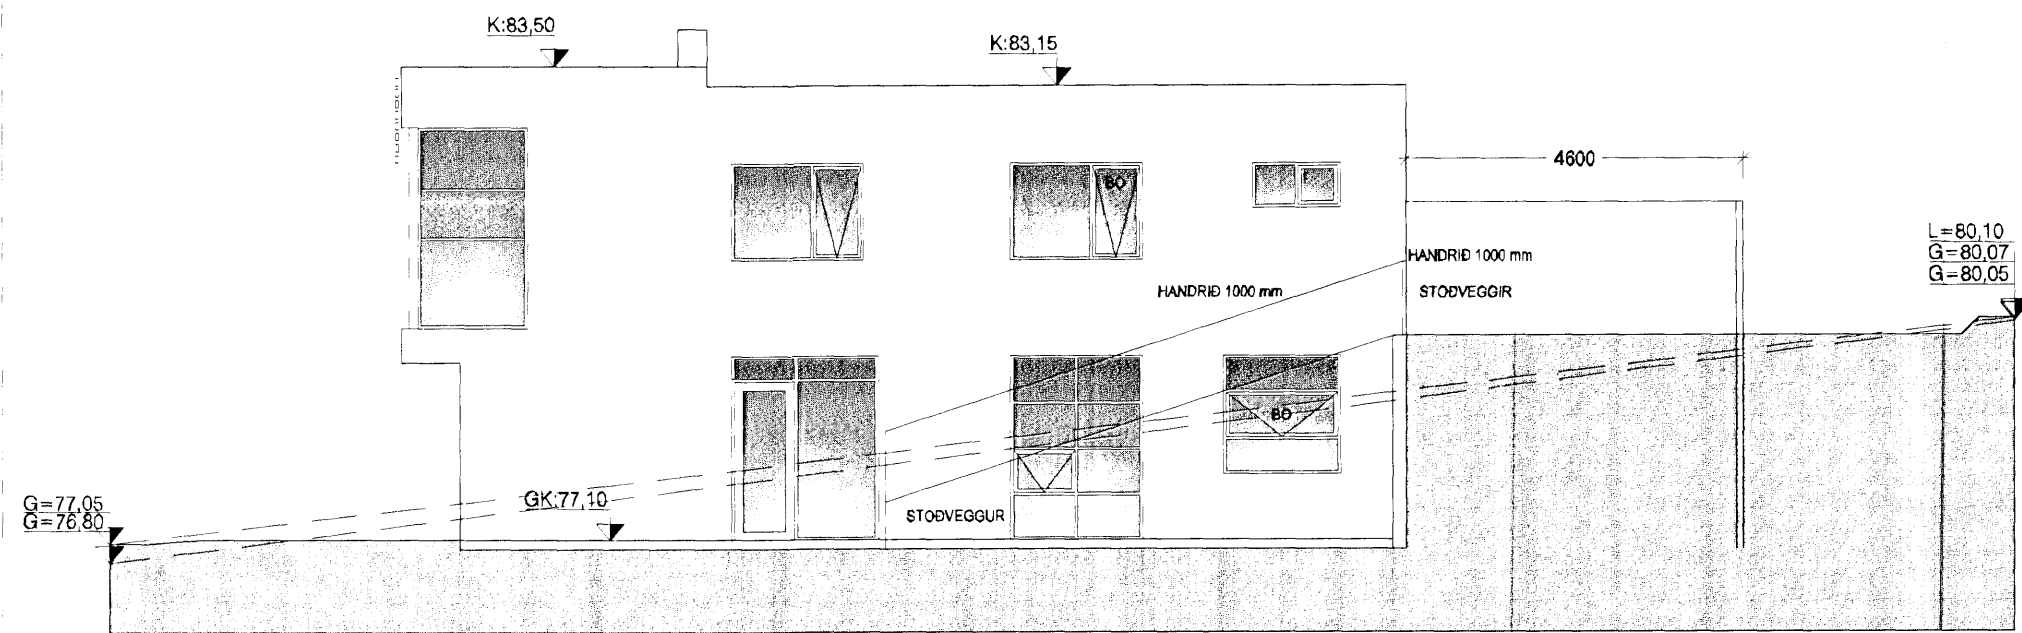 K:83,50
K:83,15
4600
BO
L=80,10
G=80,07
G=80,05
HANDRIÐ 1000 mm
HANDRIÐ 1000 mm
STOÐVEGGIR
BO
G=77,05
G=76,80
GK:77,10
STOÐVEGGUR